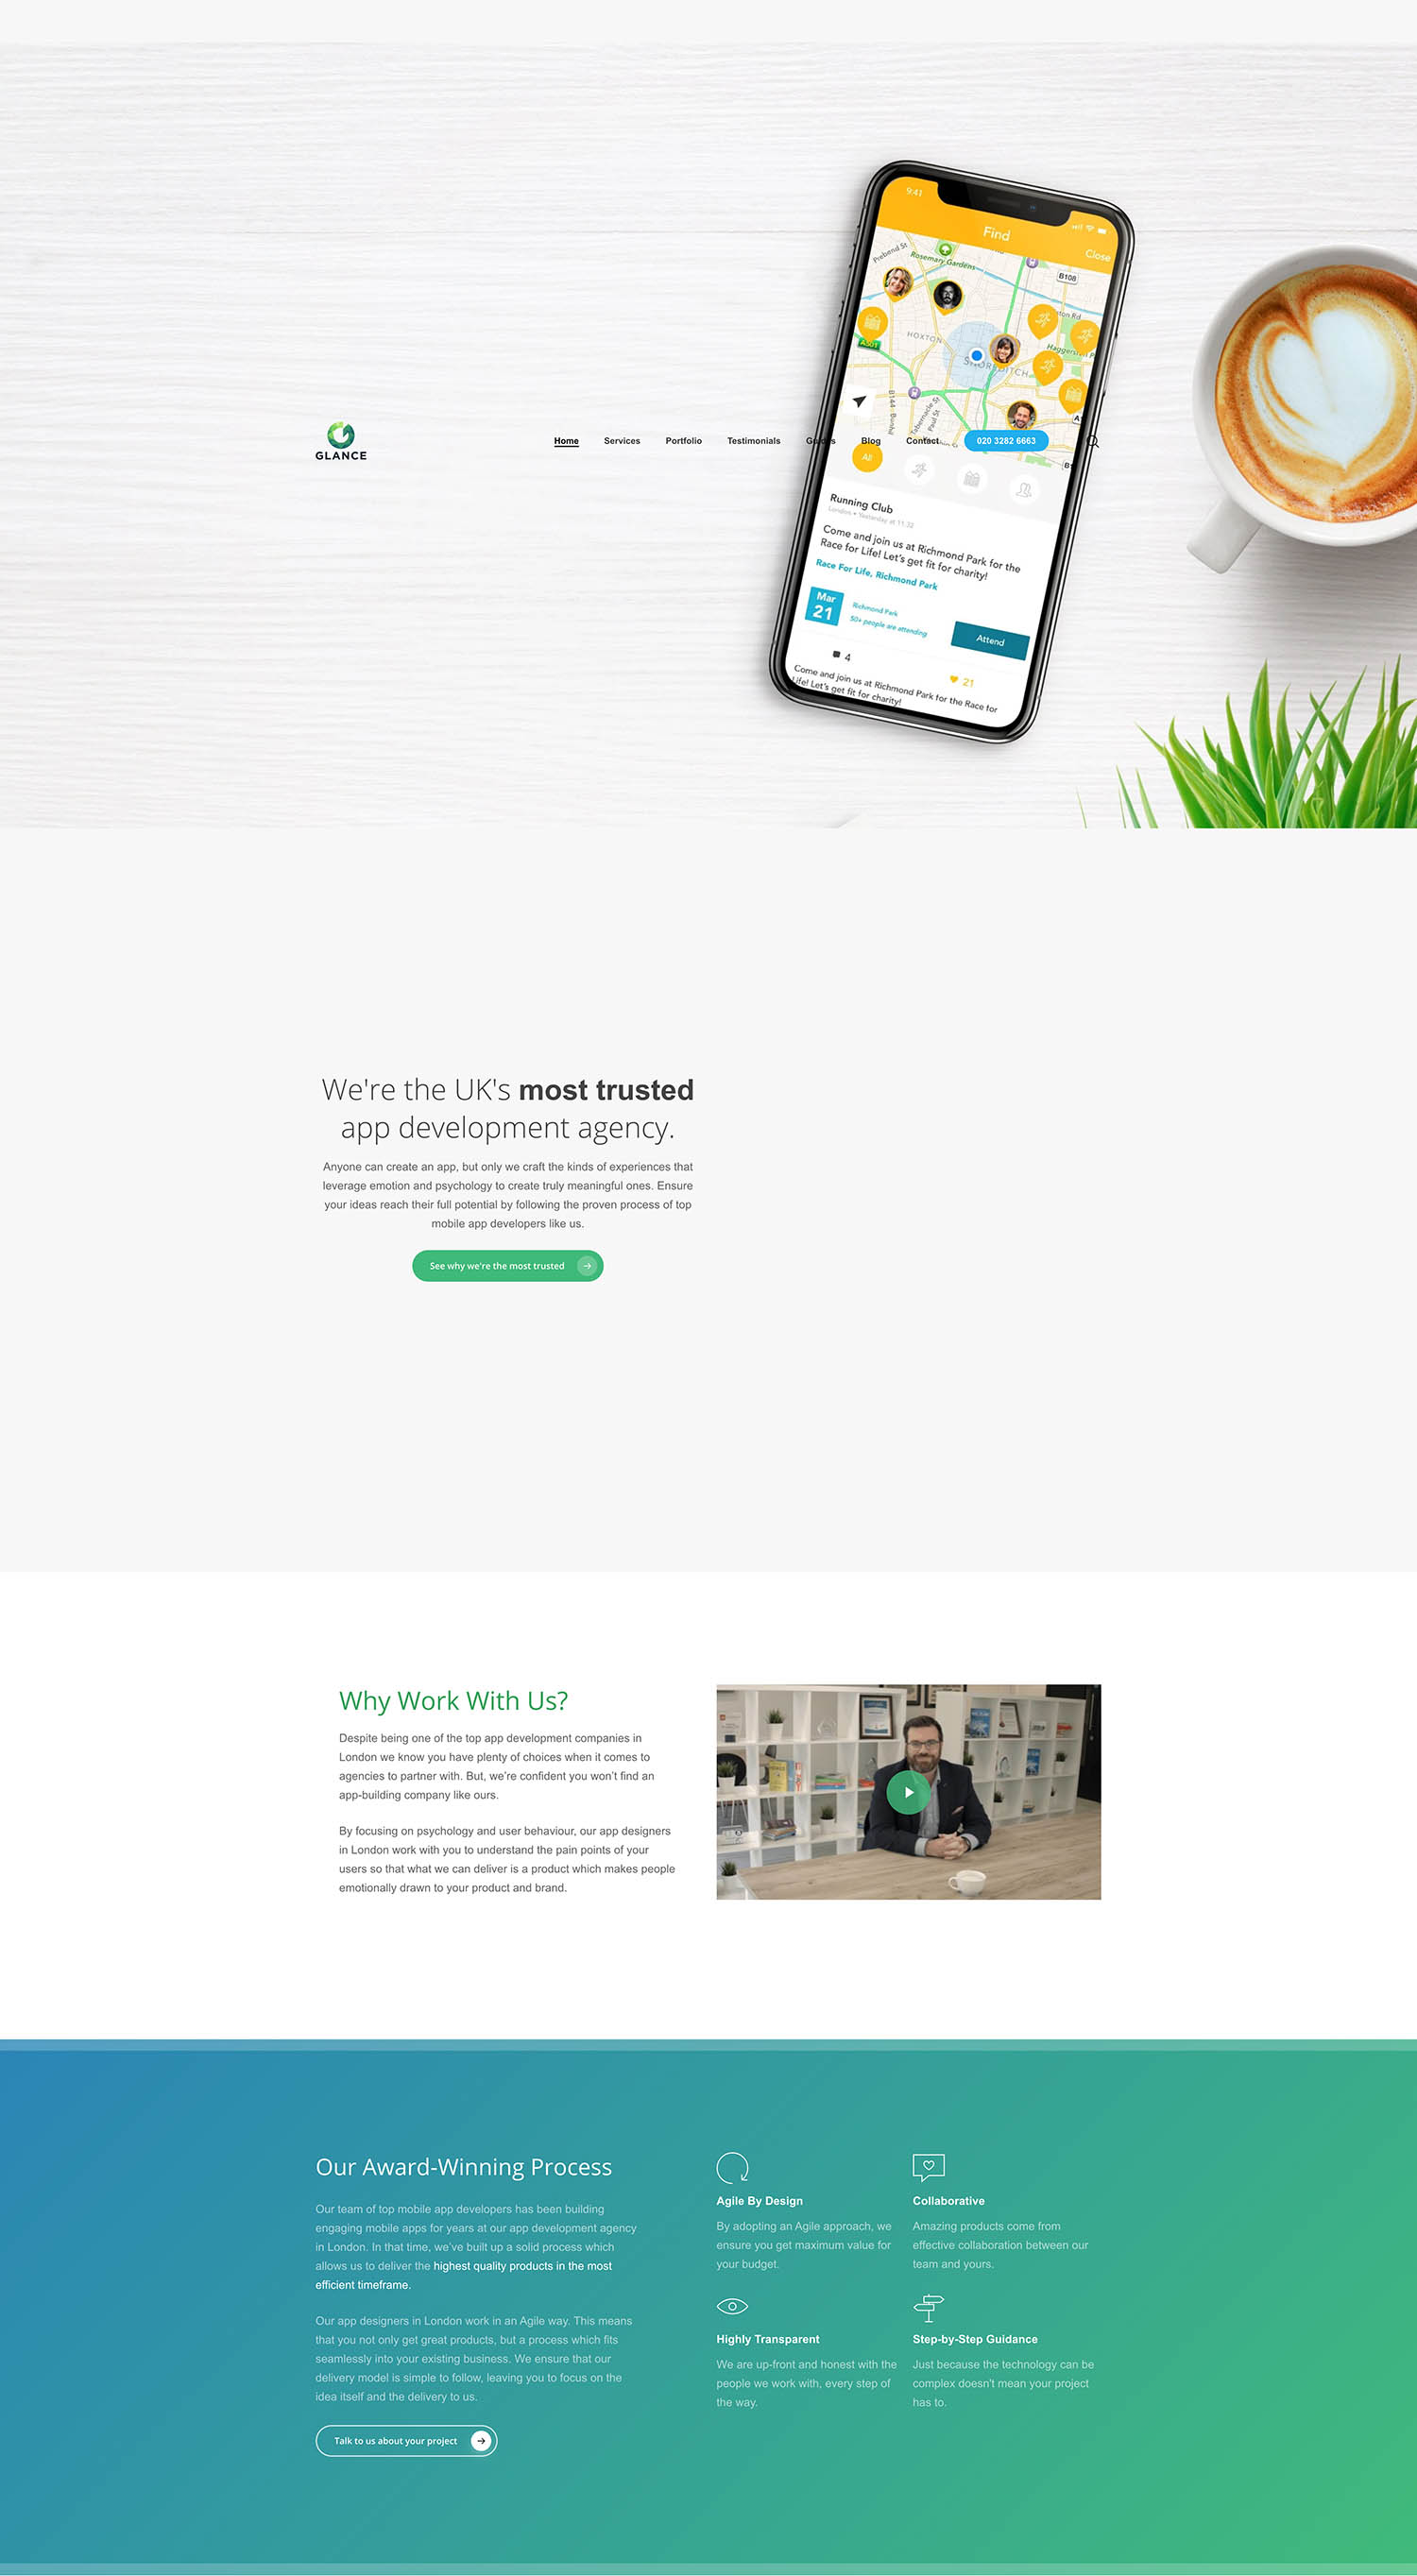 9:41
Find
Close
Prebend St
Rosemary Gardens
B108
HOXTON
A501
SHOREDITCH
B144
Tabernacle St
Paul St
GLANCE
Home
Services
Portfolio
Testimonials
Guides
Blog
Contact
020 3282 6663
All
Running Club
London • Yesterday at 11:32
Come and join us at Richmond Park for the
Race for Life! Let's get fit for charity!
Race For Life, Richmond Park
Mar
21
Richmond Park
50+ people are attending
Attend
4
21
Come and join us at Richmond Park for the Race for
Life! Let's get fit for charity!
We're the UK's most trusted
app development agency.
Anyone can create an app, but only we craft the kinds of experiences that
leverage emotion and psychology to create truly meaningful ones. Ensure
your ideas reach their full potential by following the proven process of top
mobile app developers like us.
See why we're the most trusted
Why Work With Us?
Despite being one of the top app development companies in
London we know you have plenty of choices when it comes to
agencies to partner with. But, we're confident you won't find an
app-building company like ours.
By focusing on psychology and user behaviour, our app designers
in London work with you to understand the pain points of your
users so that what we can deliver is a product which makes people
emotionally drawn to your product and brand.
Our Award-Winning Process
Our team of top mobile app developers has been building
engaging mobile apps for years at our app development agency
in London. In that time, we've built up a solid process which
allows us to deliver the highest quality products in the most
efficient timeframe.
Our app designers in London work in an Agile way. This means
that you not only get great products, but a process which fits
seamlessly into your existing business. We ensure that our
delivery model is simple to follow, leaving you to focus on the
idea itself and the delivery to us.
Talk to us about your project
Agile By Design
By adopting an Agile approach, we
ensure you get maximum value for
your budget.
Collaborative
Amazing products come from
effective collaboration between our
team and yours.
Highly Transparent
We are up-front and honest with the
people we work with, every step of
the way.
Step-by-Step Guidance
Just because the technology can be
complex doesn't mean your project
has to.